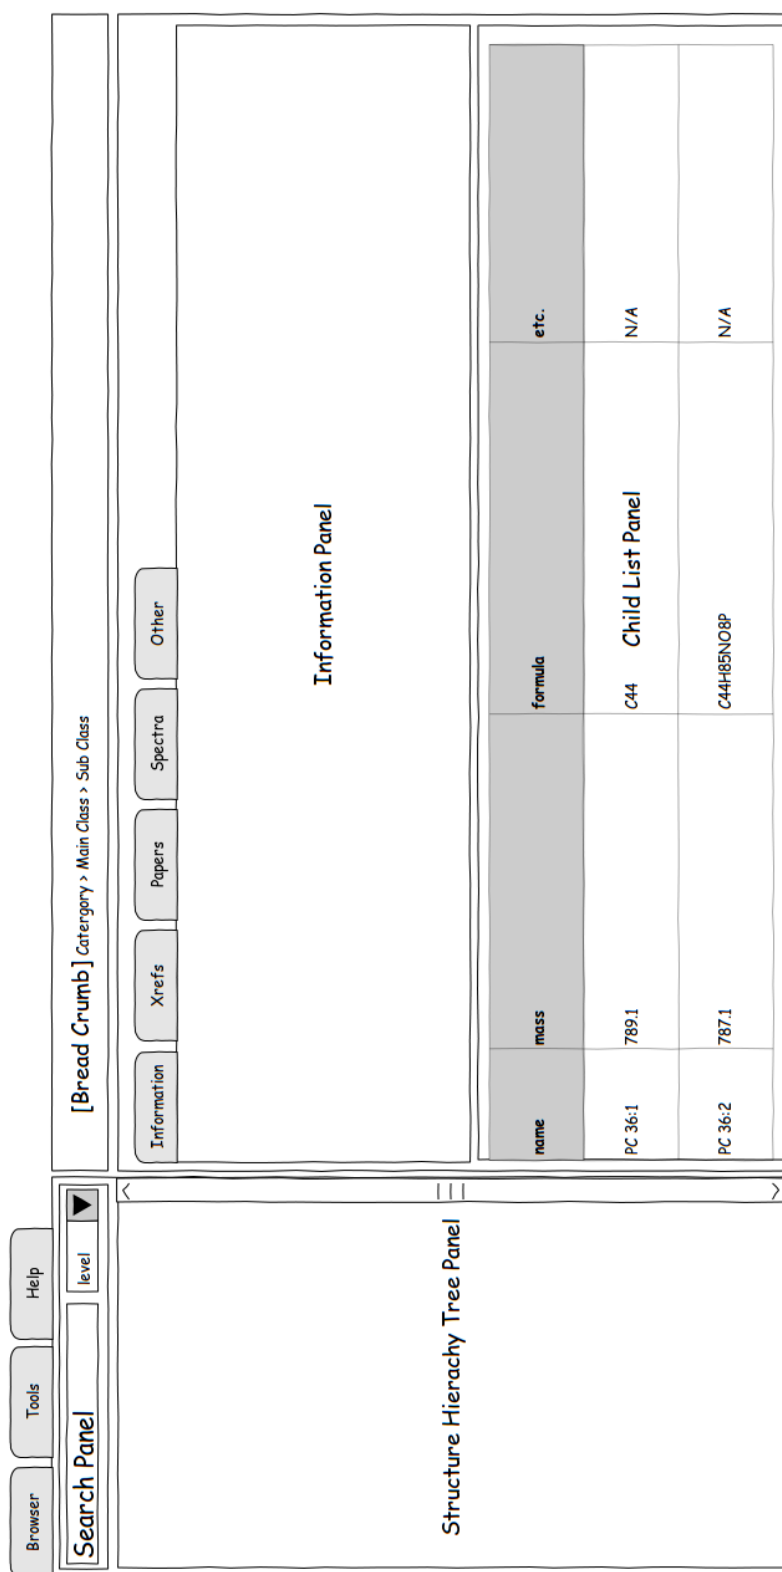 Browser Tools Help
Search Panel level
[Bread Crumb] Catergory > Main Class > Sub Class
Structure Hierachy Tree Panel
Information Xrefs Papers Spectra Other
Information Panel
name mass formula etc.
PC 36:1 789.1 C44 N/A
Child List Panel
PC 36:2 787.1 C44H85NO8P N/A